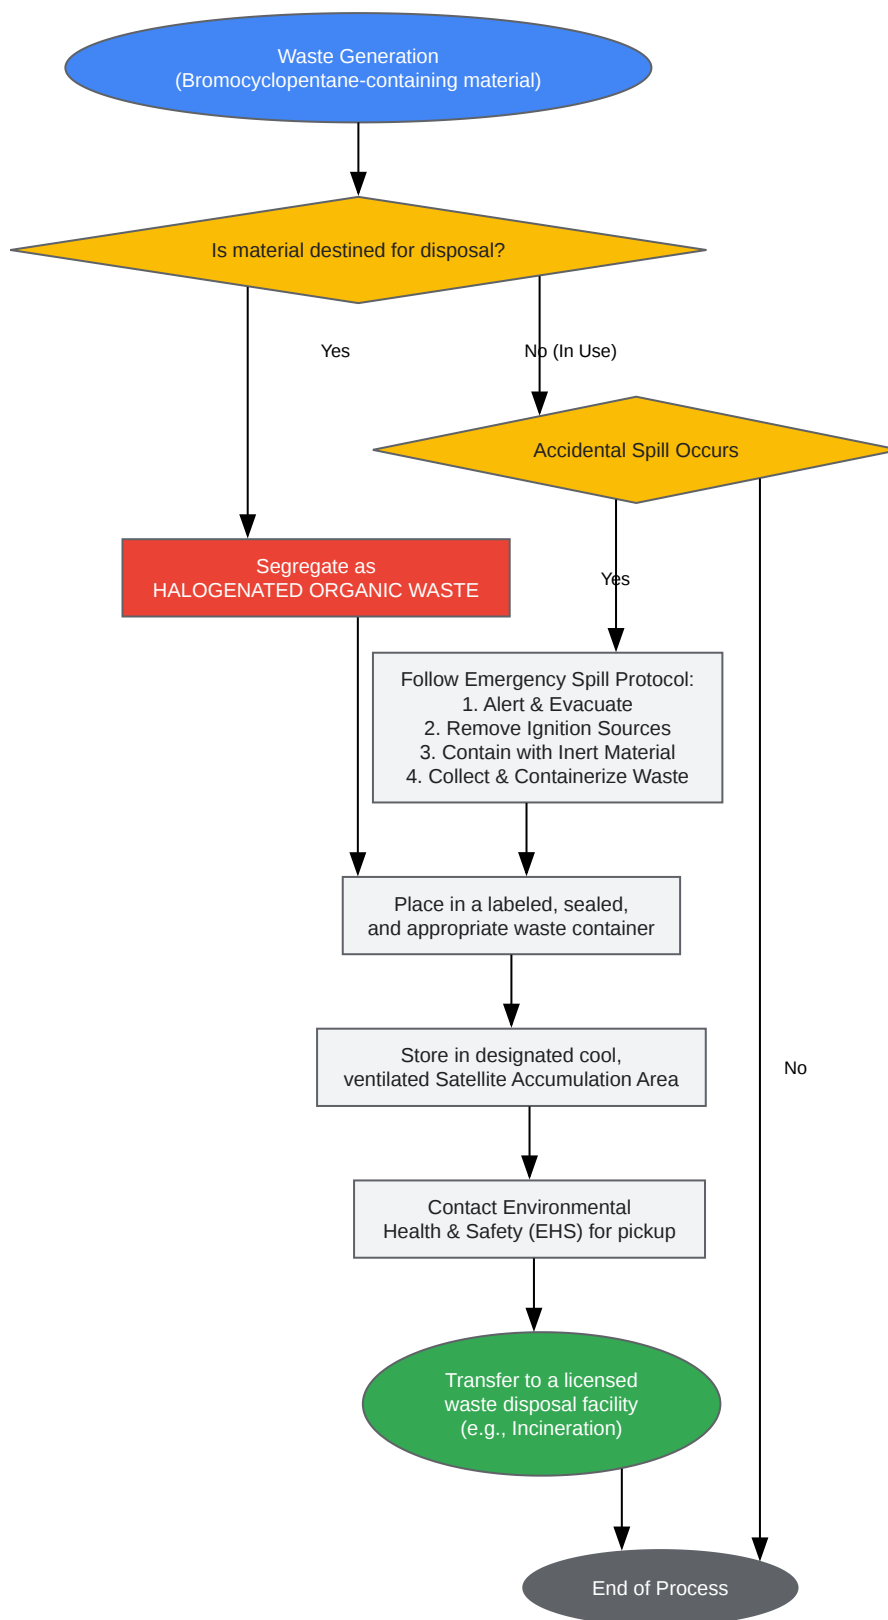 Waste Generation
(Bromocyclopentane-containing material)
Is material destined for disposal?
Yes
No (In Use)
Accidental Spill Occurs
Segregate as
HALOGENATED ORGANIC WASTE
Yes
Follow Emergency Spill Protocol:
1. Alert & Evacuate
2. Remove Ignition Sources
3. Contain with Inert Material
4. Collect & Containerize Waste
Place in a labeled, sealed,
and appropriate waste container
Store in designated cool,
ventilated Satellite Accumulation Area
No
Contact Environmental
Health & Safety (EHS) for pickup
Transfer to a licensed
waste disposal facility
(e.g., Incineration)
End of Process